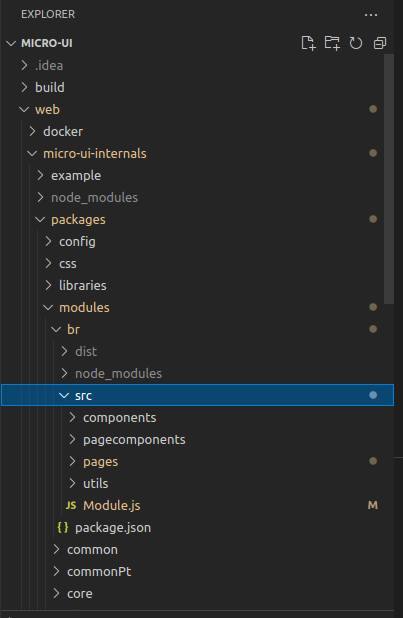 EXPLORER
MICRO-UI
.idea
build
web
docker
micro-ui-internals
example
node_modules
packages
config
css
libraries
modules
br
dist
node_modules
src
components
pagecomponents
pages
utils
JS Module.js M
{} package.json
common
commonPt
core